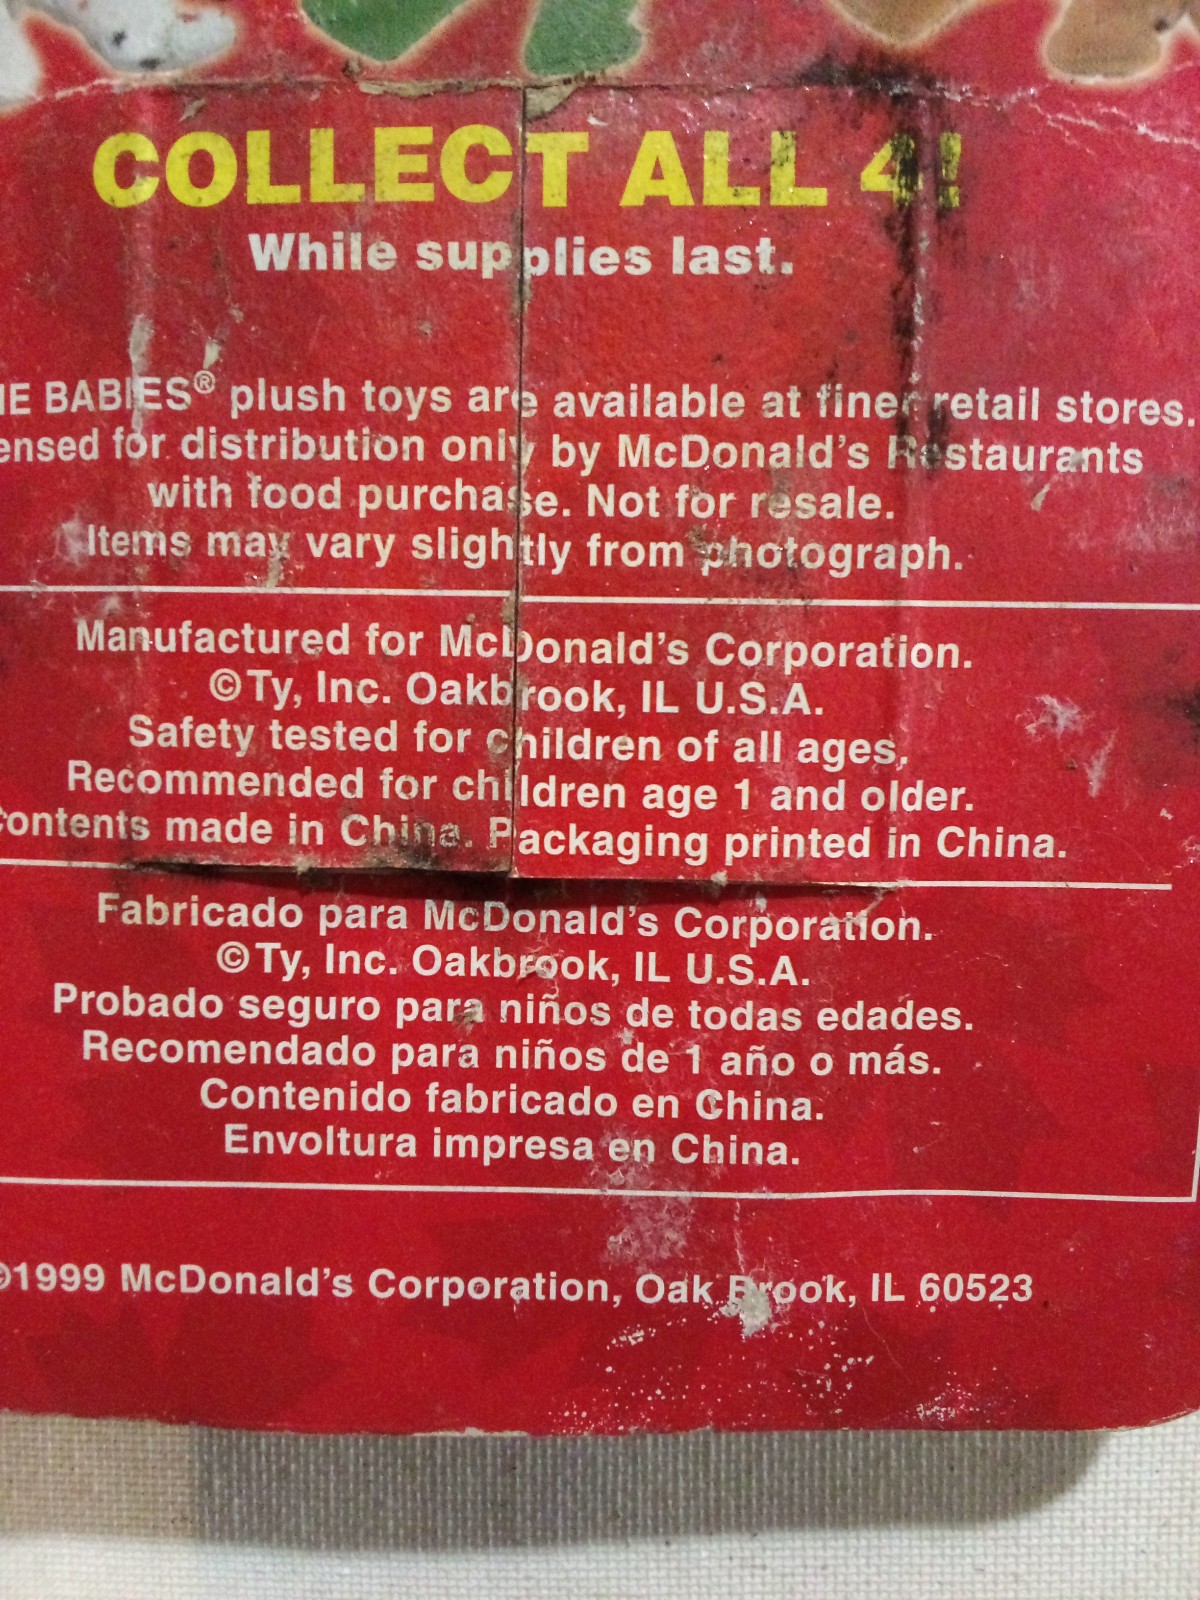 COLLECT ALL 4!
While supplies last.
BABIES® plush toys are available at finer retail stores.
for distribution only by McDonald's Restaurants
with food purchase. Not for resale.
Items may vary slightly from photograph.
Manufactured for McDonald's Corporation.
©Ty, Inc. Oakbrook, IL U.S.A.
Safety tested for children of all ages,
Recommended for children age 1 and older.
Contents made in China. Packaging printed in China.
Fabricado para McDonald's Corporation.
©Ty, Inc. Oakbrook, IL U.S.A.
Probado seguro para niños de todas edades.
Recomendado para niños de 1 año o más.
Contenido fabricado en China.
Envoltura impresa en China.
©1999 McDonald's Corporation, Oak Brook, IL 60523